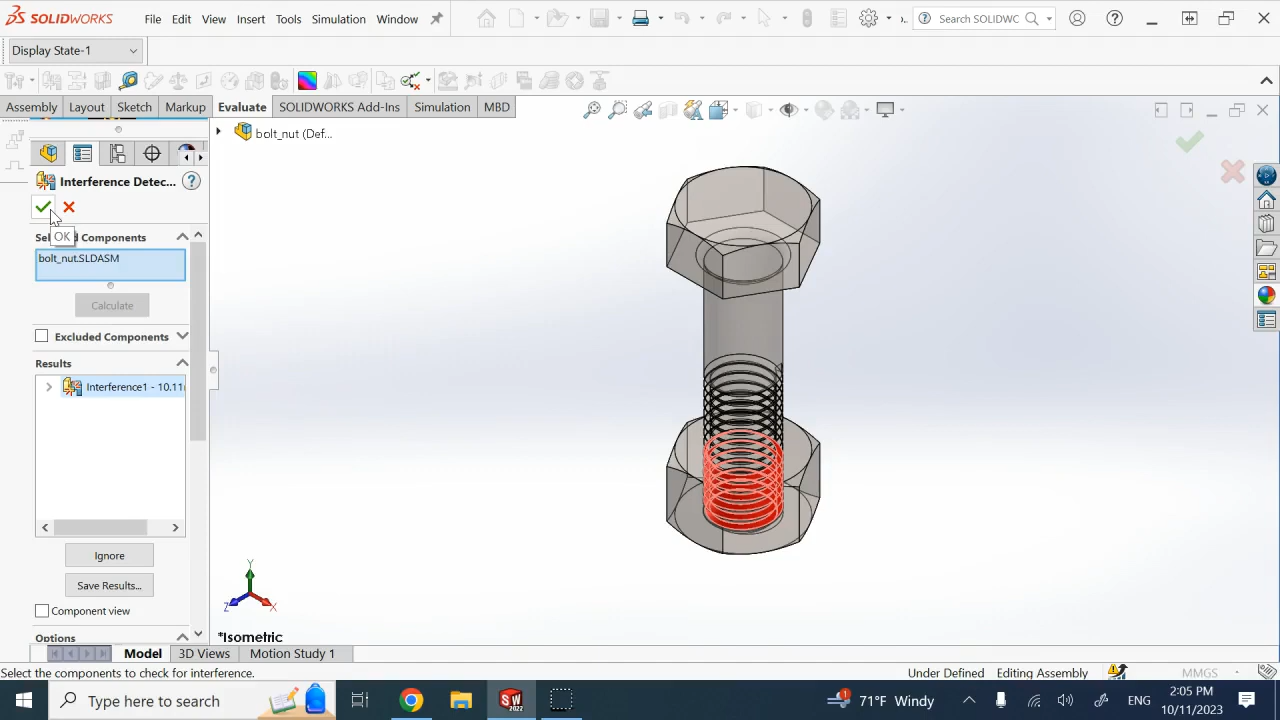 SOLIDWORKS File Edit View Insert Tools Simulation Window Search SOLIDWC
Display State-1
Assembly Layout Sketch Markup Evaluate SOLIDWORKS Add-Ins Simulation MBD
bolt_nut (Def...
Interference Detec...
OK
Components
bolt_nut.SLDASM
Calculate
Excluded Components
Results
Interference1 - 10.11
Ignore
Save Results...
Component view
Options
Y
Z X
*Isometric
Model 3D Views Motion Study 1
Select the components to check for interference. Under Defined Editing Assembly MMGS
Type here to search SW 2022 1 71°F Windy ENG 2:05 PM
10/11/2023